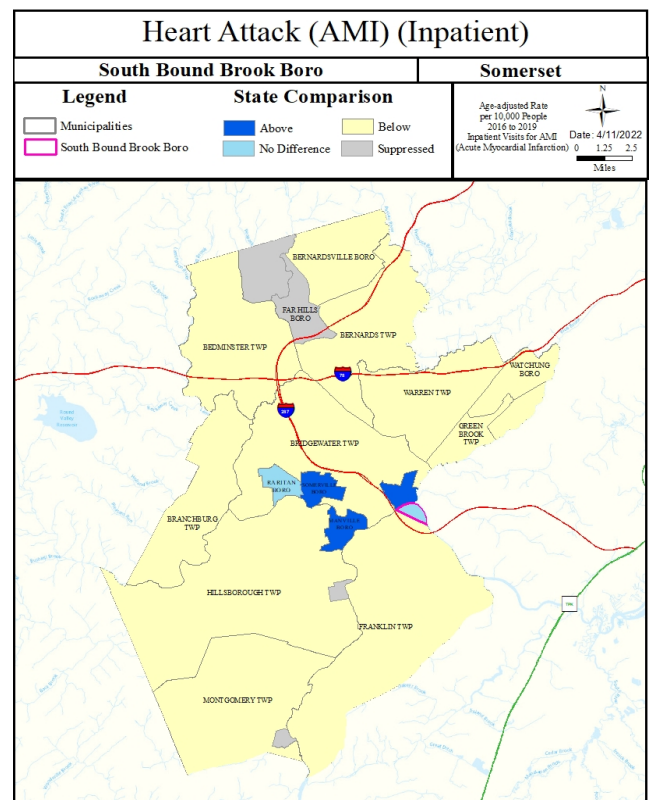 Heart Attack (AMI) (Inpatient)
South Bound Brook Boro
Somerset
Legend
Municipalities
South Bound Brook Boro
State Comparison
Above
Below
No Difference
Suppressed
Age-adjusted Rate
per 10,000 People
2016 to 2019
Inpatient Visits for AMI
(Acute Myocardial Infarction)
N
Date: 4/11/2022
0 1.25 2.5
Miles
BERNARDSVILLE BORO
FAR HILLS
BORO
BERNARDS TWP
BEDMINSTER TWP
WATCHUNG
BORO
78
WARREN TWP
287
GREEN
BROOK
TWP
BRIDGEWATER TWP
RARITAN
BORO
SOMERVILLE
BORO
MANVILLE
BORO
BRANCHBURG
TWP
HILLSBOROUGH TWP
FRANKLIN TWP
MONTGOMERY TWP